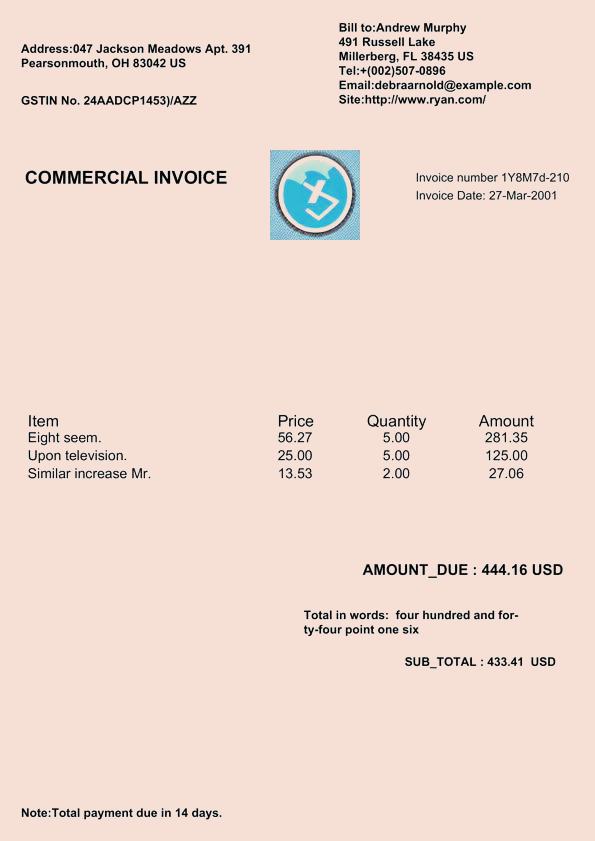 Address:047 Jackson Meadows Apt. 391
Pearsonmouth, OH 83042 US
GSTIN No. 24AADCP1453)/AZZ
Bill to:Andrew Murphy
491 Russell Lake
Millerberg, FL 38435 US
Tel:+(002)507-0896
Email:debraarnold@example.com
Site:http://www.ryan.com/
COMMERCIAL INVOICE
Invoice number 1Y8M7d-210
Invoice Date: 27-Mar-2001
Item Price Quantity Amount
Eight seem. 56.27 5.00 281.35
Upon television. 25.00 5.00 125.00
Similar increase Mr. 13.53 2.00 27.06
AMOUNT_DUE : 444.16 USD
Total in words: four hundred and for-
ty-four point one six
SUB_TOTAL : 433.41 USD
Note:Total payment due in 14 days.